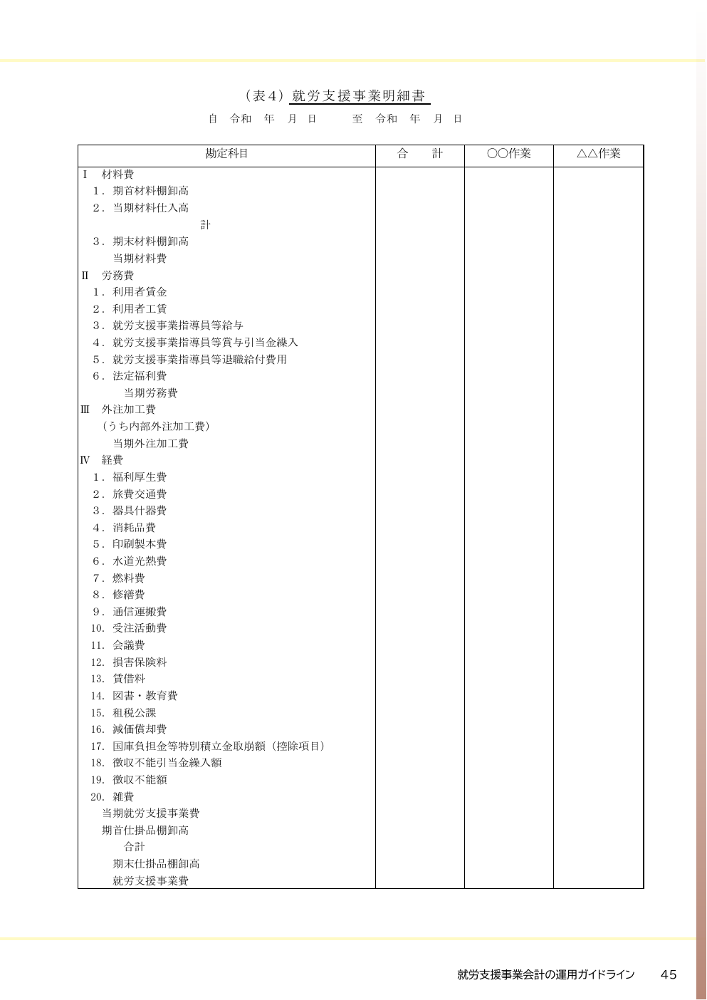 （表４）就労支援事業明細書
自　令和　年　月　日　　　至　令和　年　月　日
勘定科目　合　計　〇〇作業　△△作業
Ⅰ　材料費
１．期首材料棚卸高
２．当期材料仕入高
計
３．期末材料棚卸高
当期材料費
Ⅱ　労務費
１．利用者賃金
２．利用者工賃
３．就労支援事業指導員等給与
４．就労支援事業指導員等賞与引当金繰入
５．就労支援事業指導員等退職給付費用
６．法定福利費
当期労務費
Ⅲ　外注加工費
（うち内部外注加工費）
当期外注加工費
Ⅳ　経費
１．福利厚生費
２．旅費交通費
３．器具什器費
４．消耗品費
５．印刷製本費
６．水道光熱費
７．燃料費
８．修繕費
９．通信運搬費
10．受注活動費
11．会議費
12．損害保険料
13．賃借料
14．図書・教育費
15．租税公課
16．減価償却費
17．国庫負担金等特別積立金取崩額（控除項目）
18．徴収不能引当金繰入額
19．徴収不能額
20．雑費
当期就労支援事業費
期首仕掛品棚卸高
合計
期末仕掛品棚卸高
就労支援事業費
就労支援事業会計の運用ガイドライン　45